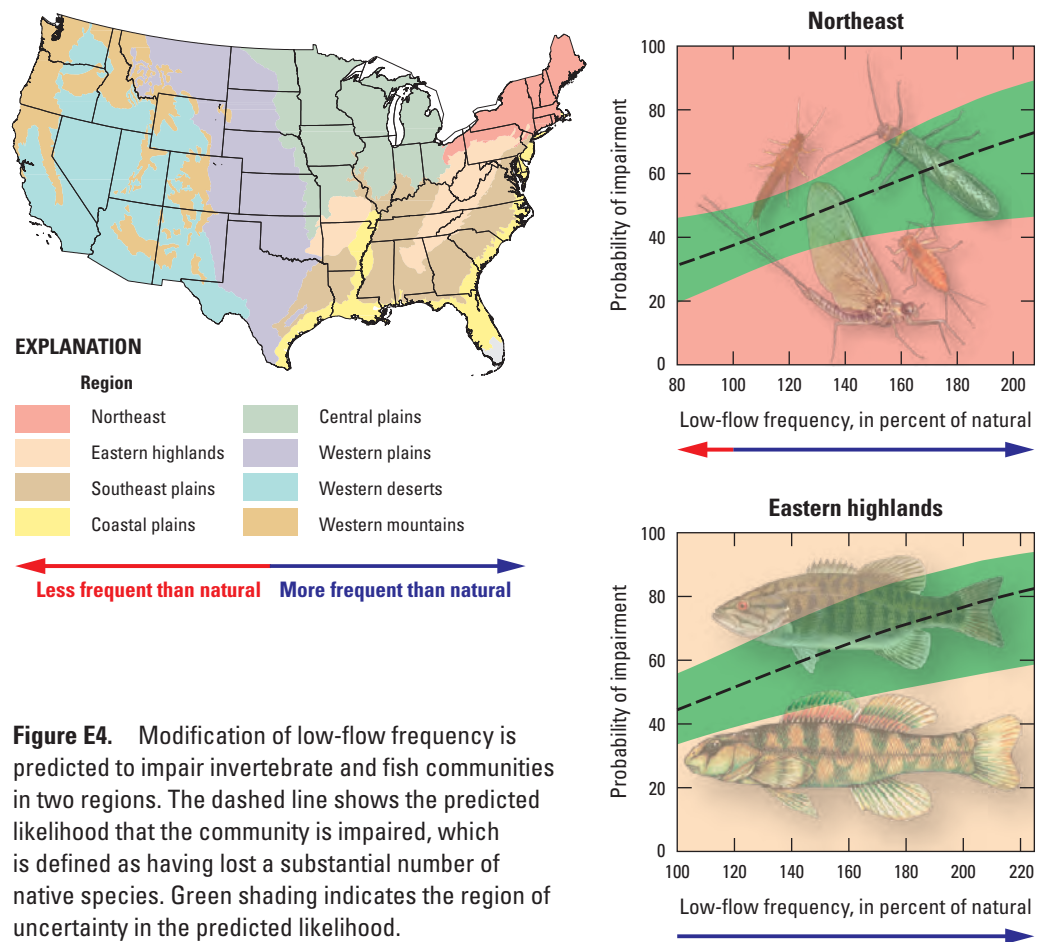 EXPLANATION
Region
Northeast
Eastern highlands
Southeast plains
Coastal plains
Central plains
Western plains
Western deserts
Western mountains
Less frequent than natural
More frequent than natural
Figure E4. Modification of low-flow frequency is
predicted to impair invertebrate and fish communities
in two regions. The dashed line shows the predicted
likelihood that the community is impaired, which
is defined as having lost a substantial number of
native species. Green shading indicates the region of
uncertainty in the predicted likelihood.
Northeast
Probability of impairment
100
80
60
40
20
0
80 100 120 140 160 180 200
Low-flow frequency, in percent of natural
Eastern highlands
Probability of impairment
100
80
60
40
20
0
100 120 140 160 180 200 220
Low-flow frequency, in percent of natural